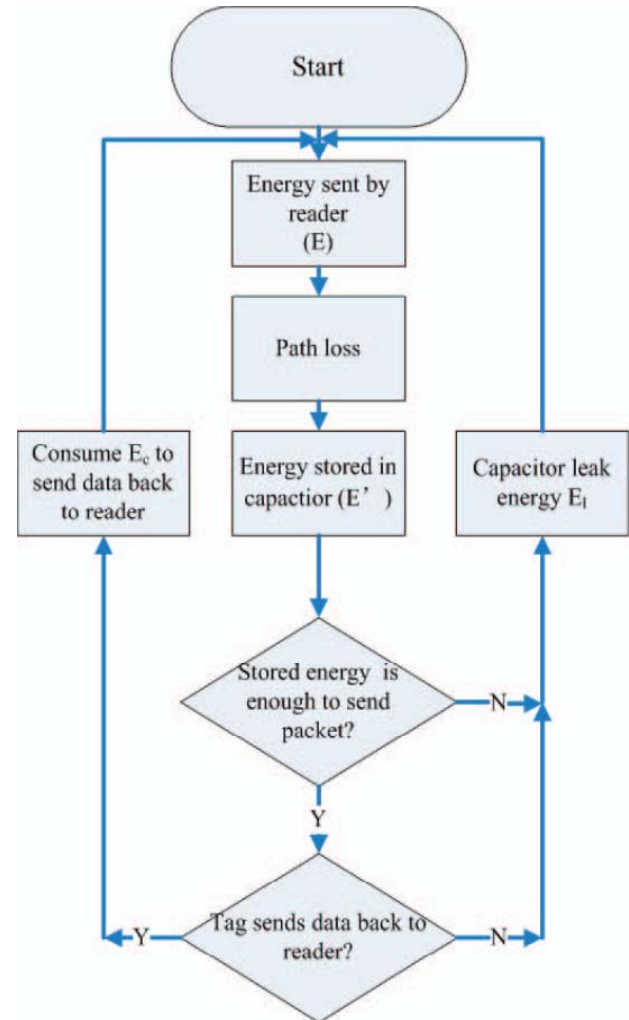 Start
Energy sent by
reader
(E)
Path loss
Consume Ec to
send data back
to reader
Energy stored in
capactior (E’)
Capacitor leak
energy El
Stored energy is
enough to send
packet?
N
Y
Tag sends data back to
reader?
Y
N